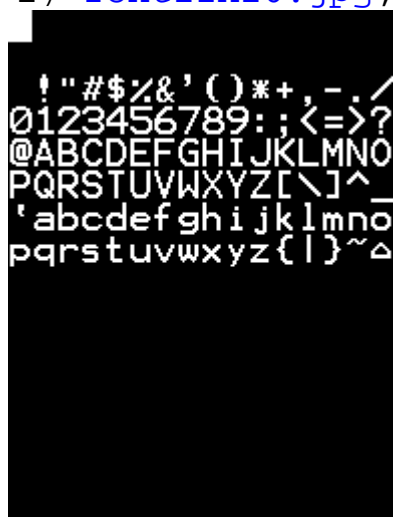 !"#$%&'()*+,-./
0123456789:;<=>?
@ABCDEFGHIJKLMNO
PQRSTUVWXYZ[\]^_
'abcdefghijklmno
pqrstuvwxyz{|}~⌂